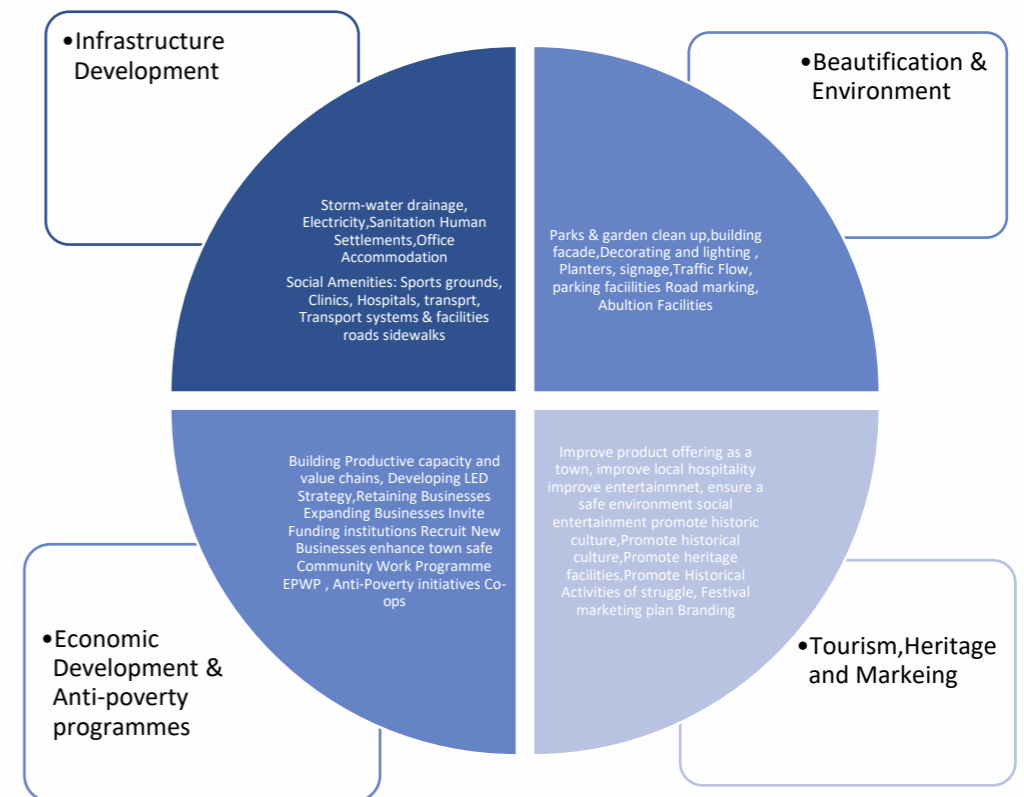 •Infrastructure
Development
•Beautification &
Environment
Storm-water drainage,
Electricity,Sanitation Human
Settlements,Office
Accommodation
Social Amenities: Sports grounds,
Clinics, Hospitals, transprt,
Transport systems & facilities
roads sidewalks
Parks & garden clean up,building
facade,Decorating and lighting ,
Planters, signage,Traffic Flow,
parking faciilities Road marking,
Abultion Facilities
Building Productive capacity and
value chains, Developing LED
Strategy,Retaining Businesses
Expanding Businesses Invite
Funding institutions Recruit New
Businesses enhance town safe
Community Work Programme
EPWP , Anti-Poverty initiatives Co-
ops
Improve product offering as a
town, improve local hospitality
improve entertainmnet, ensure a
safe environment social
entertainment promote historic
culture,Promote historical
culture,Promote heritage
facilities,Promote Historical
Activities of struggle, Festival
marketing plan Branding
•Economic
Development &
Anti-poverty
programmes
•Tourism,Heritage
and Markeing